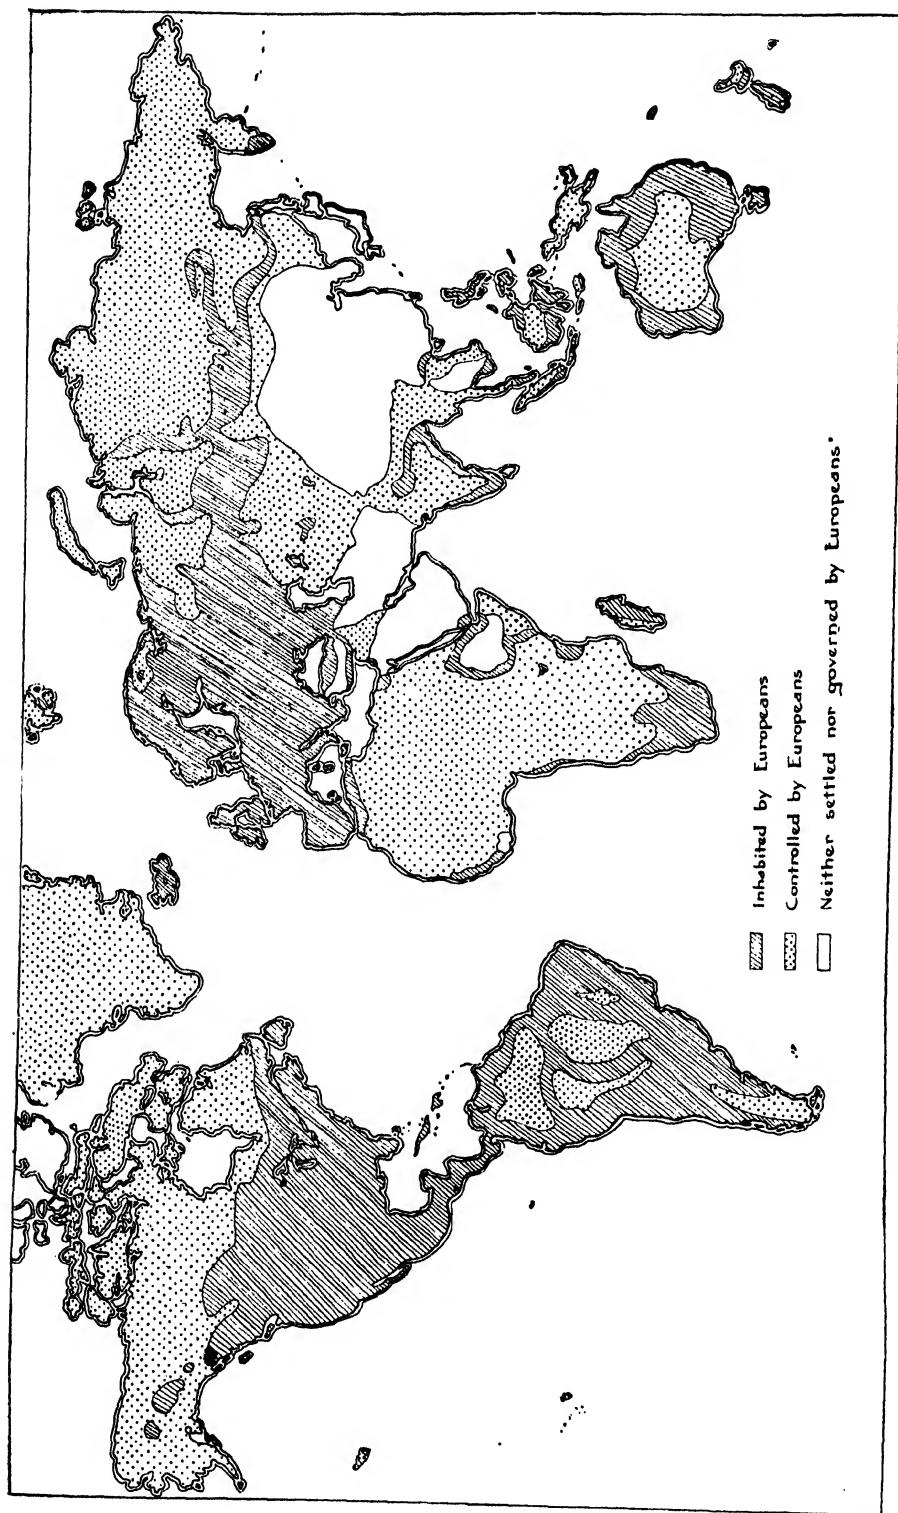 Inhabited by Europeans
Controlled by Europeans
Neither settled nor governed by Europeans.